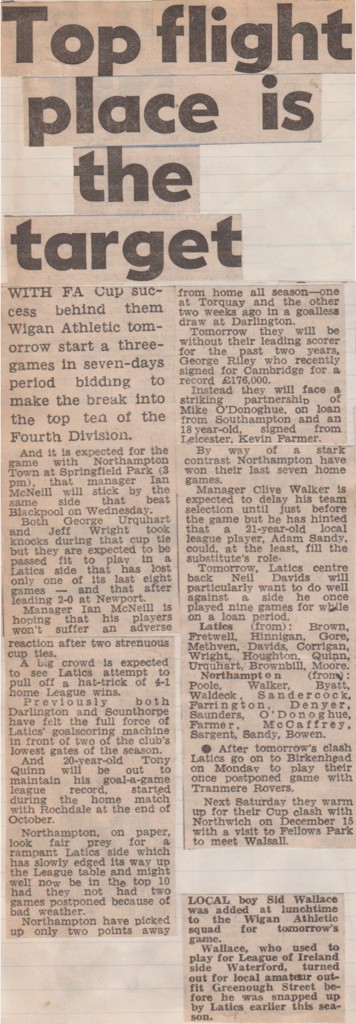 Top flight
place is
the
target
WITH FA Cup suc-
cess behind them
Wigan Athletic tom-
orrow start a three-
games in seven-days
period bidding to
make the break into
the top ten of the
Fourth Division.
And it is expected for the
game with Northampton
Town at Springfield Park (3
pm), that manager Ian
McNeill will stick by the
same side that beat
Blackpool on Wednesday.
Both George Urquhart
and Jeff Wright took
knocks during that cup tie
but they are expected to be
passed fit to play in a
Latics side that has lost
only one of its last eight
games — and that after
leading 2-0 at Newport.
Manager Ian McNeill is
hoping that his players
won't suffer an adverse
reaction after two strenuous
cup ties.
A big crowd is expected
to see Latics attempt to
pull off a hat-trick of 4-1
home League wins.
Previously both
Darlington and Scunthorpe
have felt the full force of
Latics' goalscoring machine
in front of two of the club's
lowest gates of the season.
And 20-year-old Tony
Quinn will be out to
maintain his goal-a-game
league record, started
during the home match
with Rochdale at the end of
October.
Northampton, on paper,
look fair prey for a
rampant Latics side which
has slowly edged its way up
the League table and might
well now be in the top 10
had they not had two
games postponed because of
bad weather.
Northampton have picked
up only two points away
from home all season—one
at Torquay and the other
two weeks ago in a goalless
draw at Darlington.
Tomorrow they will be
without their leading scorer
for the past two years,
George Riley who recently
signed for Cambridge for a
record £176,000.
Instead they will face a
striking partnership of
Mike O'Donoghue, on loan
from Southampton and an
18 year-old, signed from
Leicester, Kevin Farmer.
By way of a stark
contrast Northampton have
won their last seven home
games.
Manager Clive Walker is
expected to delay his team
selection until just before
the game but he has hinted
that a 21-year-old local
league player, Adam Sandy,
could, at the least, fill the
substitute's role.
Tomorrow, Latics centre
back Neil Davids will
particularly want to do well
against a side he once
played nine games for while
on a loan period.
Latics (from): Brown,
Fretwell, Hinnigan, Gore,
Methven, Davids, Corrigan,
Wright, Houghton, Quinn,
Urquhart, Brownbill, Moore.
Northampton (from):
Poole, Walker, Byatt,
Waldeck, Sandercock,
Farrington, Denyer,
Saunders, O'Donoghue,
Farmer, McCaffrey,
Sargent, Sandy, Bowen.
● After tomorrow's clash
Latics go on to Birkenhead
on Monday to play their
once postponed game with
Tranmere Rovers.
Next Saturday they warm
up for their Cup clash with
Northwich on December 15
with a visit to Fellows Park
to meet Walsall.
LOCAL boy Sid Wallace
was added at lunchtime
to the Wigan Athletic
squad for tomorrow's
game.
Wallace, who used to
play for League of Ireland
side Waterford, turned
out for local amateur out-
fit Greenough Street be-
fore he was snapped up
by Latics earlier this sea-
son.